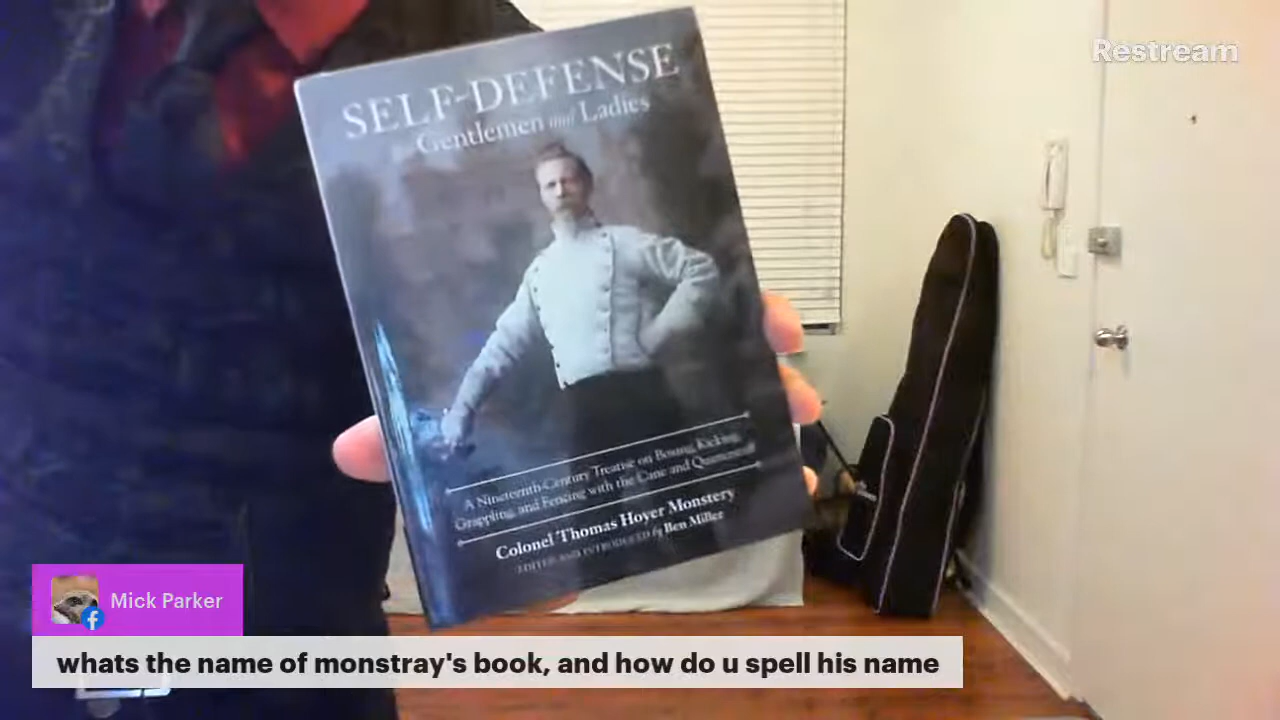 Restream
SELF-DEFENSE
Gentlemen and Ladies
A Nineteenth-Century Treatise on Boxing, Kicking,
Grappling, and Fencing with the Cane and Quarterstaff
Colonel Thomas Hoyer Monstery
EDITED AND INTRODUCED by Ben Miller
Mick Parker
whats the name of monstray's book, and how do u spell his name